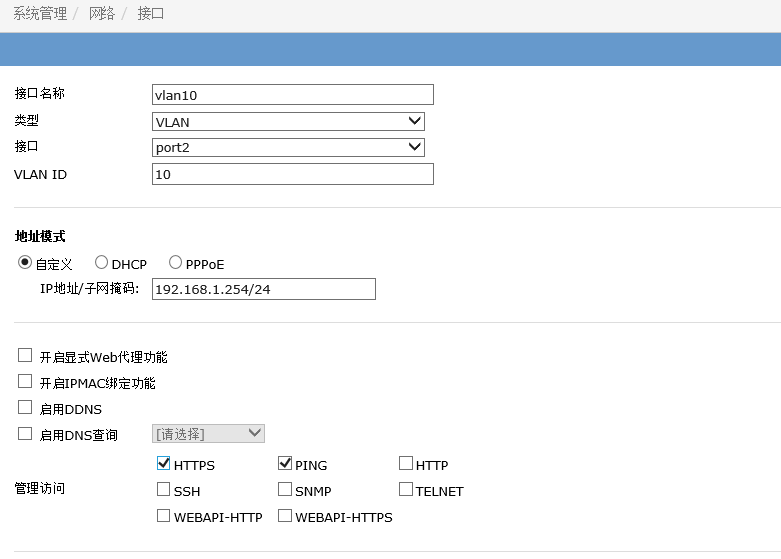 系统管理 / 网络 / 接口
接口名称 vlan10
类型 VLAN
接口 port2
VLAN ID 10
地址模式
自定义 DHCP PPPoE
IP地址/子网掩码: 192.168.1.254/24
开启显式Web代理功能
开启IPMAC绑定功能
启用DDNS
启用DNS查询 [请选择]
HTTPS PING HTTP
管理访问 SSH SNMP TELNET
WEBAPI-HTTP WEBAPI-HTTPS